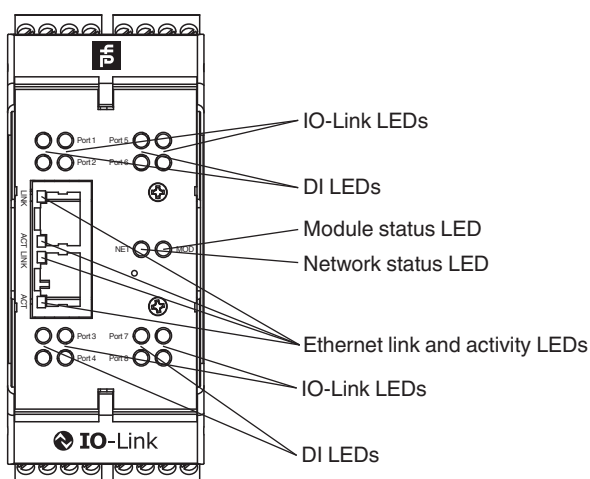 Port 1 Port 5
Port 2 Port 6
IO-Link LEDs
DI LEDs
LINK
ACT
LINK
ACT
NET MOD
Module status LED
Network status LED
Port 3 Port 7
Port 4 Port 8
Ethernet link and activity LEDs
IO-Link LEDs
IO-Link
DI LEDs